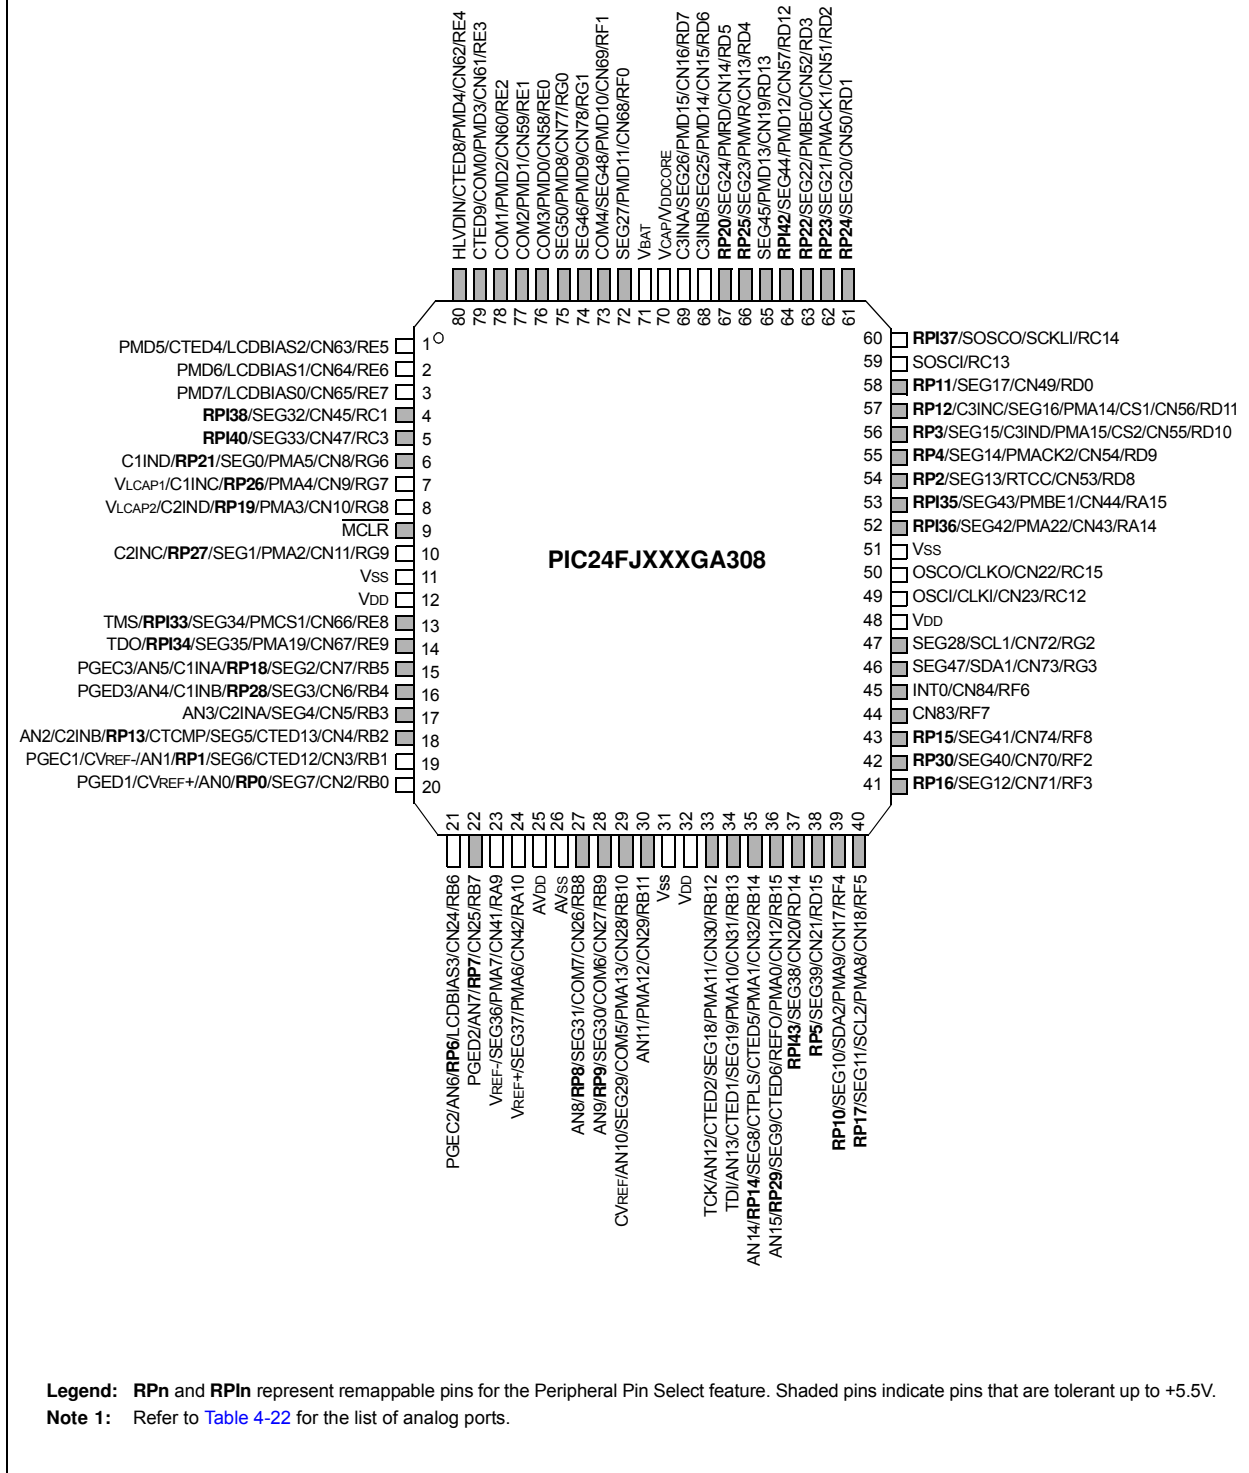 HLVDIN/CTED8/PMD4/CN62/RE4
CTED9/COM0/PMD3/CN61/RE3
COM1/PMD2/CN60/RE2
COM2/PMD1/CN59/RE1
COM3/PMD0/CN58/RE0
SEG50/PMD8/CN77/RG0
SEG46/PMD9/CN78/RG1
COM4/SEG48/PMD10/CN69/RF1
SEG27/PMD11/CN68/RF0
VBAT
VCAP/VDDCORE
C3INA/SEG26/PMD15/CN16/RD7
C3INB/SEG25/PMD14/CN15/RD6
RP20/SEG24/PMRD/CN14/RD5
RP25/SEG23/PMWR/CN13/RD4
SEG45/PMD13/CN19/RD13
RPI42/SEG44/PMD12/CN57/RD12
RP22/SEG22/PMBE0/CN52/RD3
RP23/SEG21/PMACK1/CN51/RD2
RP24/SEG20/CN50/RD1
80 79 78 77 76 75 74 73 72 71 70 69 68 67 66 65 64 63 62 61
PMD5/CTED4/LCDBIAS2/CN63/RE5 1
PMD6/LCDBIAS1/CN64/RE6 2
PMD7/LCDBIAS0/CN65/RE7 3
RPI38/SEG32/CN45/RC1 4
RPI40/SEG33/CN47/RC3 5
C1IND/RP21/SEG0/PMA5/CN8/RG6 6
VLCAP1/C1INC/RP26/PMA4/CN9/RG7 7
VLCAP2/C2IND/RP19/PMA3/CN10/RG8 8
MCLR 9
C2INC/RP27/SEG1/PMA2/CN11/RG9 10
VSS 11
VDD 12
TMS/RPI33/SEG34/PMCS1/CN66/RE8 13
TDO/RPI34/SEG35/PMA19/CN67/RE9 14
PGEC3/AN5/C1INA/RP18/SEG2/CN7/RB5 15
PGED3/AN4/C1INB/RP28/SEG3/CN6/RB4 16
AN3/C2INA/SEG4/CN5/RB3 17
AN2/C2INB/RP13/CTCMP/SEG5/CTED13/CN4/RB2 18
PGEC1/CVREF-/AN1/RP1/SEG6/CTED12/CN3/RB1 19
PGED1/CVREF+/AN0/RP0/SEG7/CN2/RB0 20
PIC24FJXXXGA308
60 RPI37/SOSCO/SCKLI/RC14
59 SOSCI/RC13
58 RP11/SEG17/CN49/RD0
57 RP12/C3INC/SEG16/PMA14/CS1/CN56/RD11
56 RP3/SEG15/C3IND/PMA15/CS2/CN55/RD10
55 RP4/SEG14/PMACK2/CN54/RD9
54 RP2/SEG13/RTCC/CN53/RD8
53 RPI35/SEG43/PMBE1/CN44/RA15
52 RPI36/SEG42/PMA22/CN43/RA14
51 VSS
50 OSCO/CLKO/CN22/RC15
49 OSCI/CLKI/CN23/RC12
48 VDD
47 SEG28/SCL1/CN72/RG2
46 SEG47/SDA1/CN73/RG3
45 INT0/CN84/RF6
44 CN83/RF7
43 RP15/SEG41/CN74/RF8
42 RP30/SEG40/CN70/RF2
41 RP16/SEG12/CN71/RF3
21 22 23 24 25 26 27 28 29 30 31 32 33 34 35 36 37 38 39 40
PGEC2/AN6/RP6/LCDBIAS3/CN24/RB6
PGED2/AN7/RP7/CN25/RB7
VREF-/SEG36/PMA7/CN41/RA9
VREF+/SEG37/PMA6/CN42/RA10
AVDD
AVSS
AN8/RP8/SEG31/COM7/CN26/RB8
AN9/RP9/SEG30/COM6/CN27/RB9
CVREF/AN10/SEG29/COM5/PMA13/CN28/RB10
AN11/PMA12/CN29/RB11
Vss
VDD
TCK/AN12/CTED2/SEG18/PMA11/CN30/RB12
TDI/AN13/CTED1/SEG19/PMA10/CN31/RB13
AN14/RP14/SEG8/CTPLS/CTED5/PMA1/CN32/RB14
AN15/RP29/SEG9/CTED6/REFO/PMA0/CN12/RB15
RPI43/SEG38/CN20/RD14
RP5/SEG39/CN21/RD15
RP10/SEG10/SDA2/PMA9/CN17/RF4
RP17/SEG11/SCL2/PMA8/CN18/RF5
Legend: RPn and RPIn represent remappable pins for the Peripheral Pin Select feature. Shaded pins indicate pins that are tolerant up to +5.5V.
Note 1: Refer to Table 4-22 for the list of analog ports.